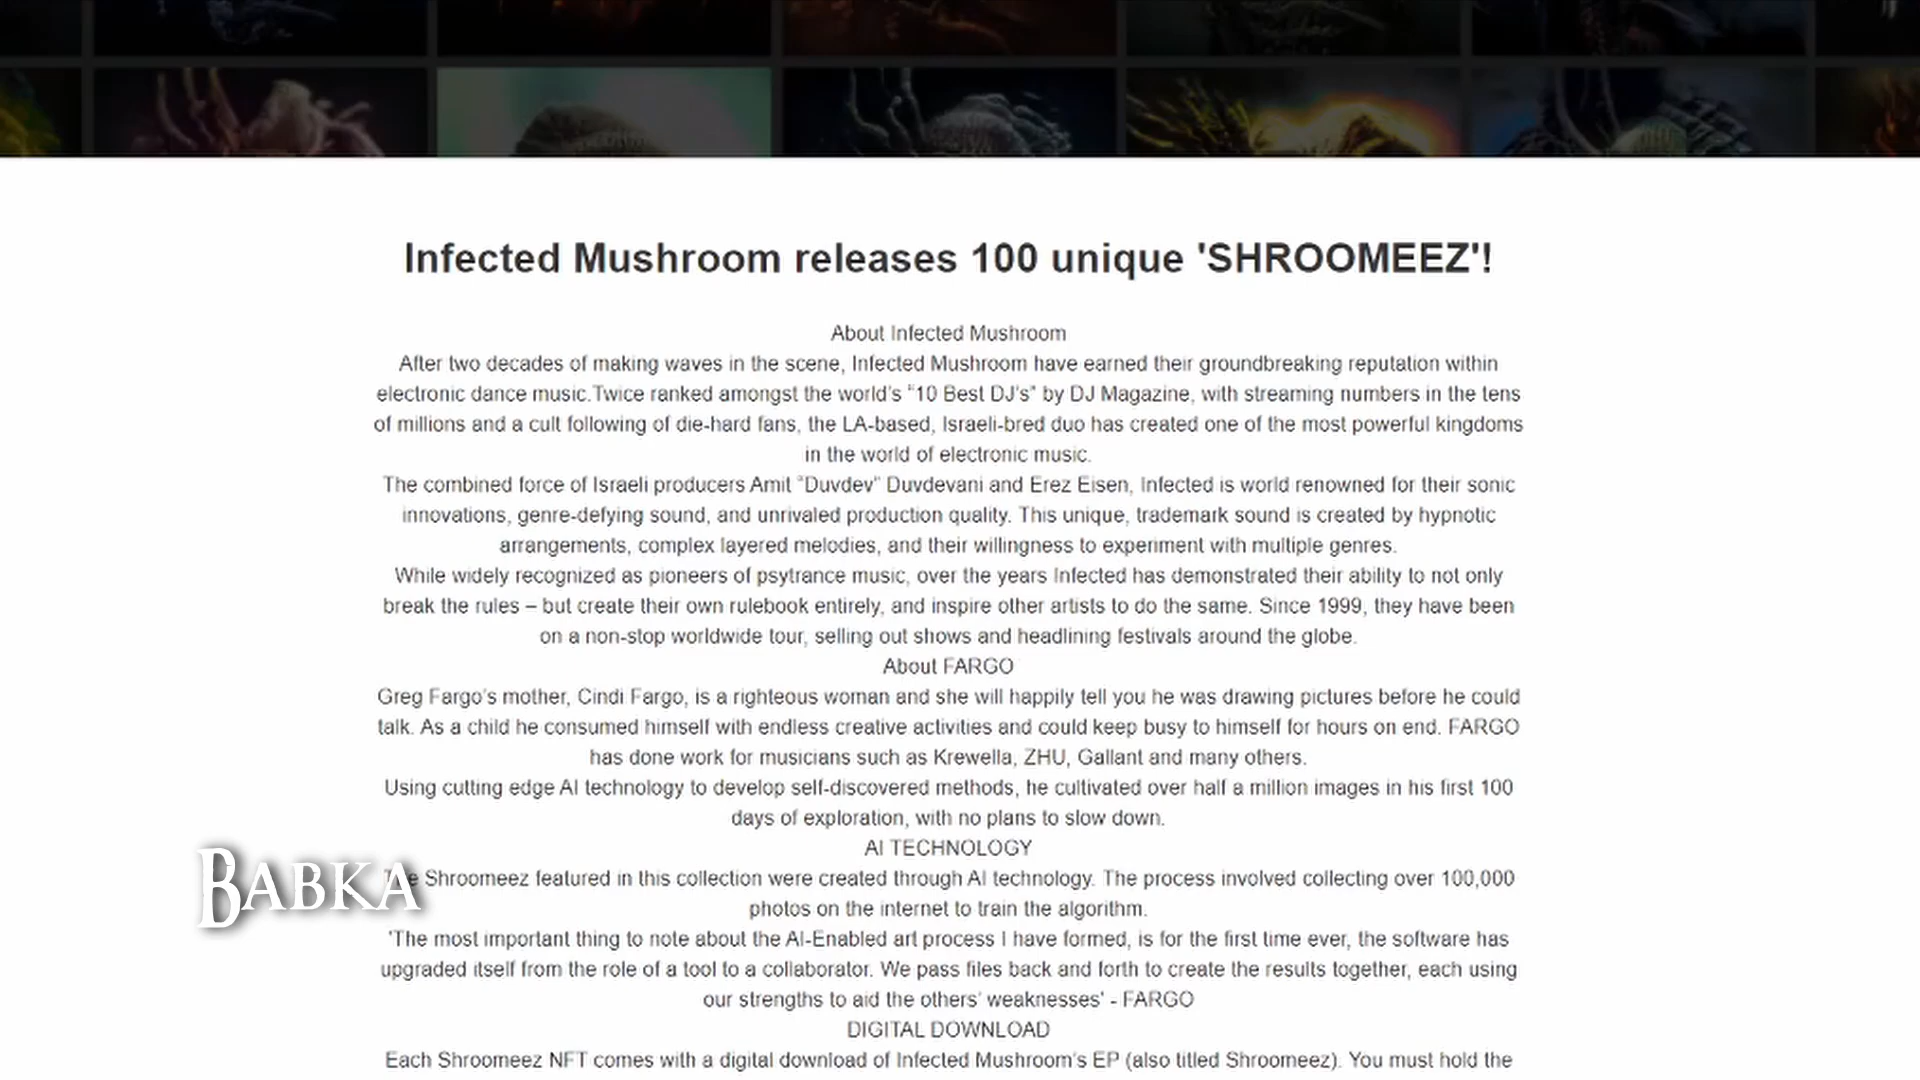 Infected Mushroom releases 100 unique 'SHROOMEEZ'!
About Infected Mushroom
After two decades of making waves in the scene, Infected Mushroom have earned their groundbreaking reputation within
electronic dance music.Twice ranked amongst the world's "10 Best DJ's" by DJ Magazine, with streaming numbers in the tens
of millions and a cult following of die-hard fans, the LA-based, Israeli-bred duo has created one of the most powerful kingdoms
in the world of electronic music.
The combined force of Israeli producers Amit "Duvdev" Duvdevani and Erez Eisen, Infected is world renowned for their sonic
innovations, genre-defying sound, and unrivaled production quality. This unique, trademark sound is created by hypnotic
arrangements, complex layered melodies, and their willingness to experiment with multiple genres.
While widely recognized as pioneers of psytrance music, over the years Infected has demonstrated their ability to not only
break the rules – but create their own rulebook entirely, and inspire other artists to do the same. Since 1999, they have been
on a non-stop worldwide tour, selling out shows and headlining festivals around the globe.
About FARGO
Greg Fargo's mother, Cindi Fargo, is a righteous woman and she will happily tell you he was drawing pictures before he could
talk. As a child he consumed himself with endless creative activities and could keep busy to himself for hours on end. FARGO
has done work for musicians such as Krewella, ZHU, Gallant and many others.
Using cutting edge AI technology to develop self-discovered methods, he cultivated over half a million images in his first 100
days of exploration, with no plans to slow down.
AI TECHNOLOGY
The Shroomeez featured in this collection were created through AI technology. The process involved collecting over 100,000
photos on the internet to train the algorithm.
'The most important thing to note about the AI-Enabled art process I have formed, is for the first time ever, the software has
upgraded itself from the role of a tool to a collaborator. We pass files back and forth to create the results together, each using
our strengths to aid the others' weaknesses' - FARGO
DIGITAL DOWNLOAD
Each Shroomeez NFT comes with a digital download of Infected Mushroom's EP (also titled Shroomeez). You must hold the
BABKA